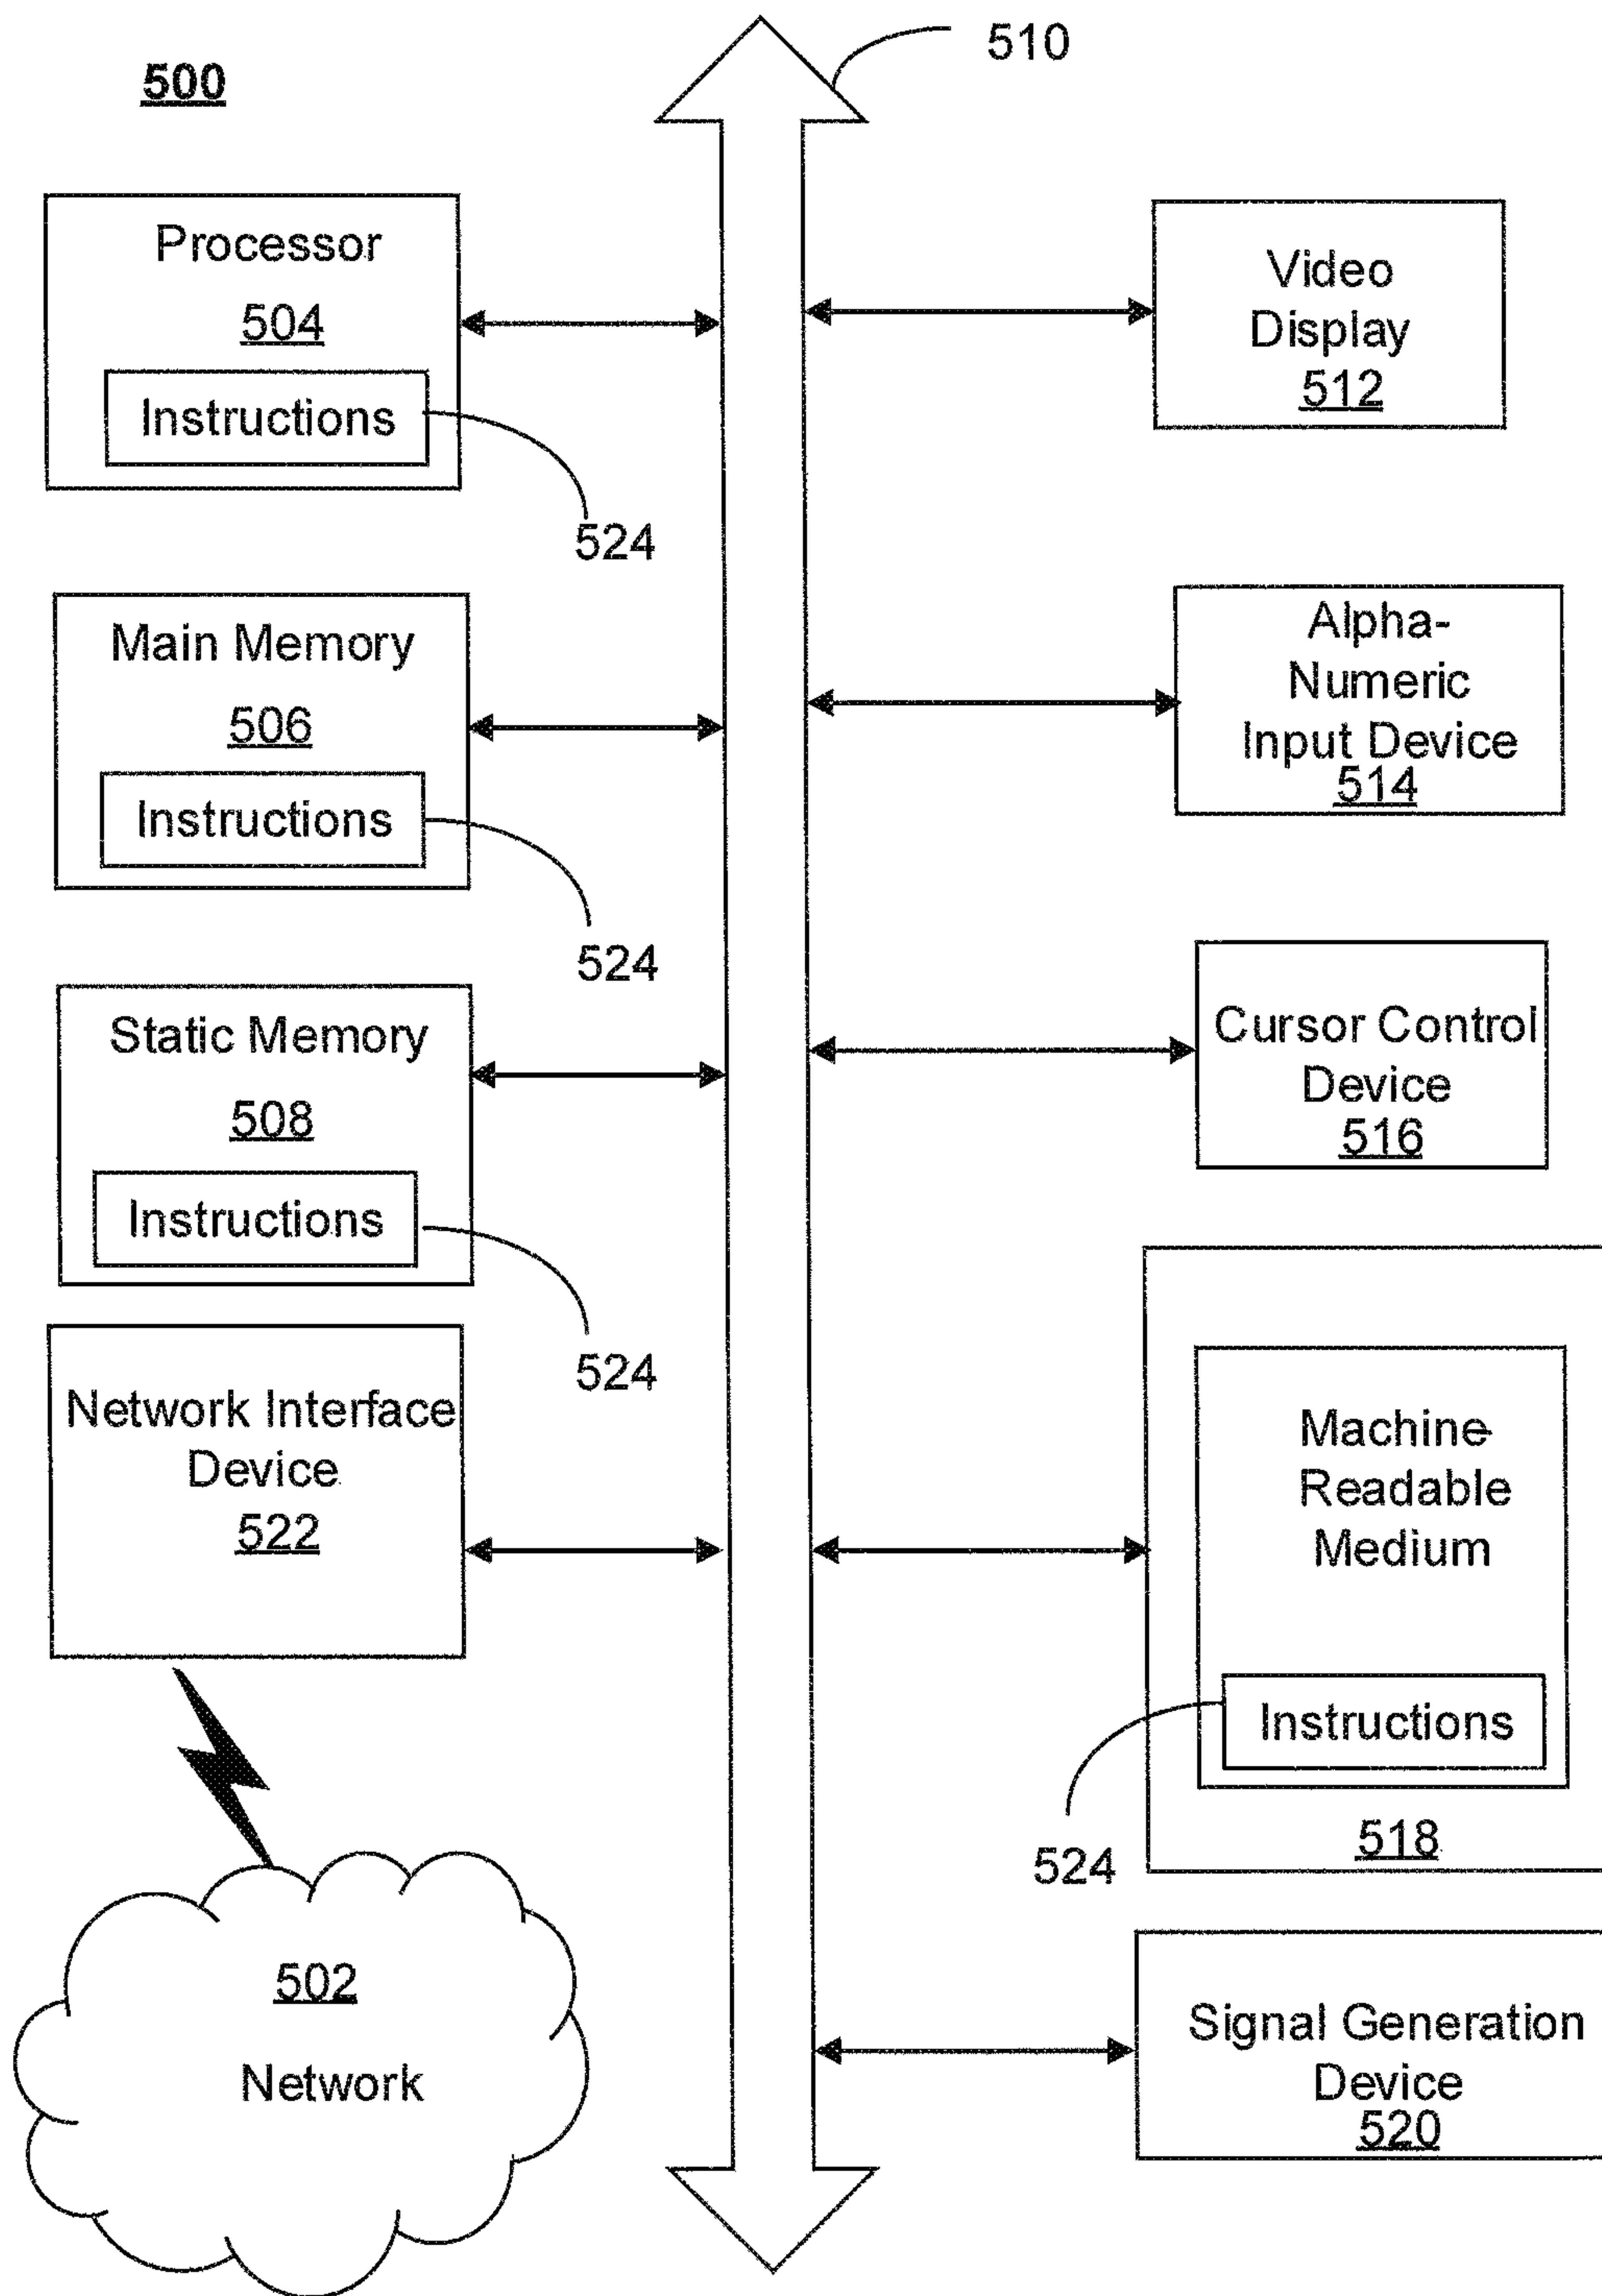 500
510
Processor
504
Instructions
524
Main Memory
506
Instructions
524
Static Memory
508
Instructions
524
Network Interface
Device
522
502
Network
Video
Display
512
Alpha-
Numeric
Input Device
514
Cursor Control
Device
516
Machine-
Readable
Medium
Instructions
524
518
Signal Generation
Device
520